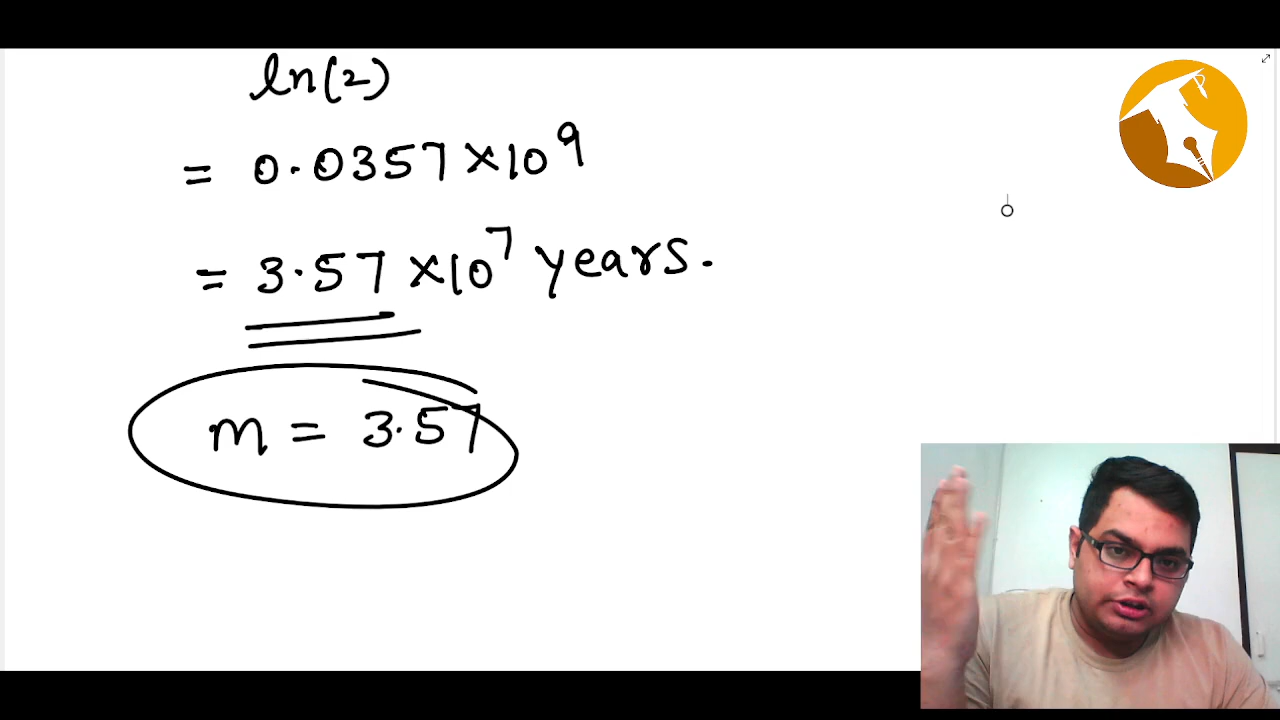 ln(2)
= 0.0357 × 10⁹
= 3.57 × 10⁷ years.
m = 3.57